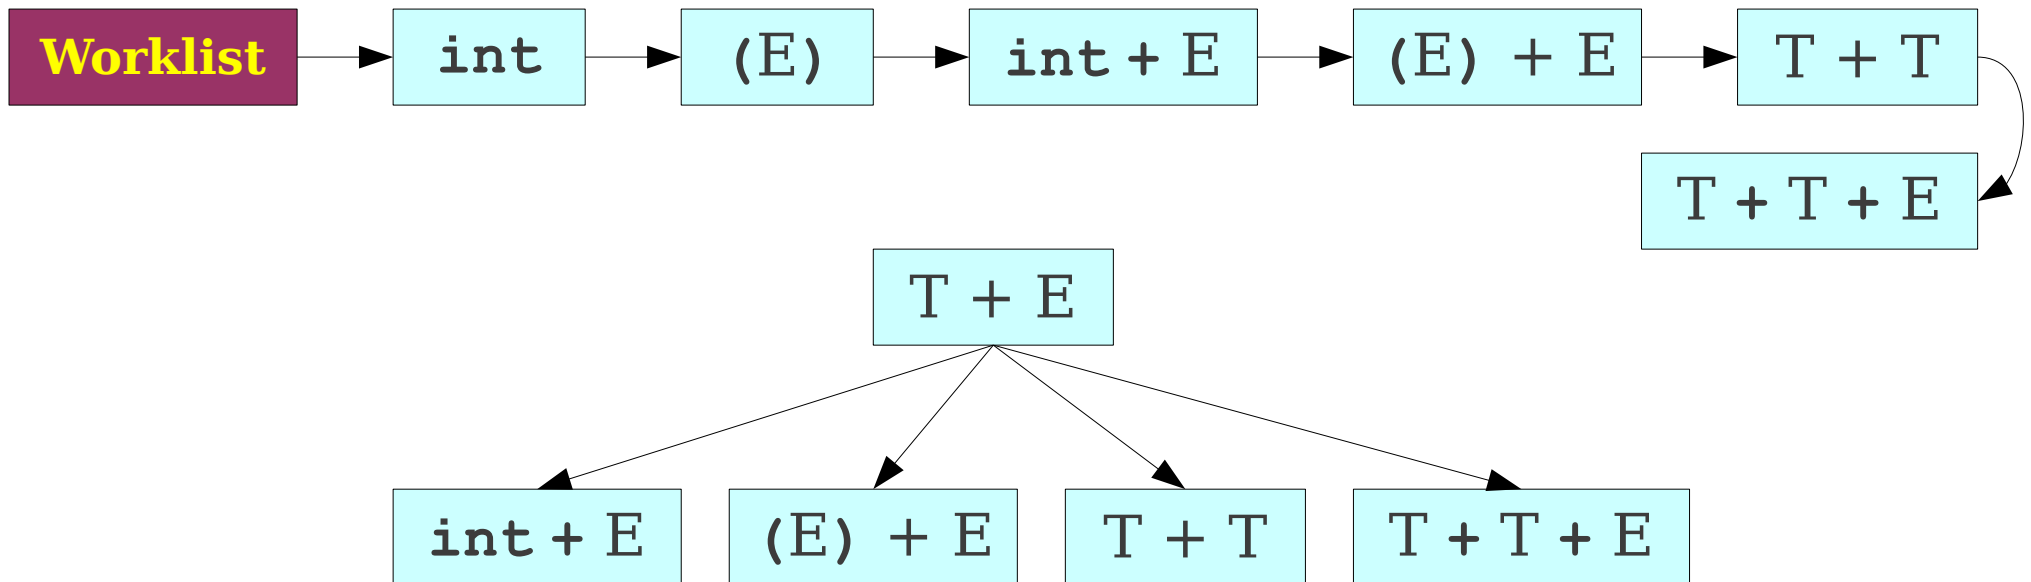 Worklist
int
(E)
int + E
(E) + E
T + T
T + T + E
T + E
int + E
(E) + E
T + T
T + T + E